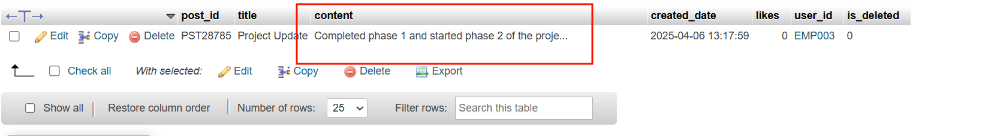 post_id title content created_date likes user_id is_deleted
Edit Copy Delete PST28785 Project Update Completed phase 1 and started phase 2 of the proje... 2025-04-06 13:17:59 0 EMP003 0
Check all With selected: Edit Copy Delete Export
Show all Restore column order Number of rows: 25 Filter rows: Search this table